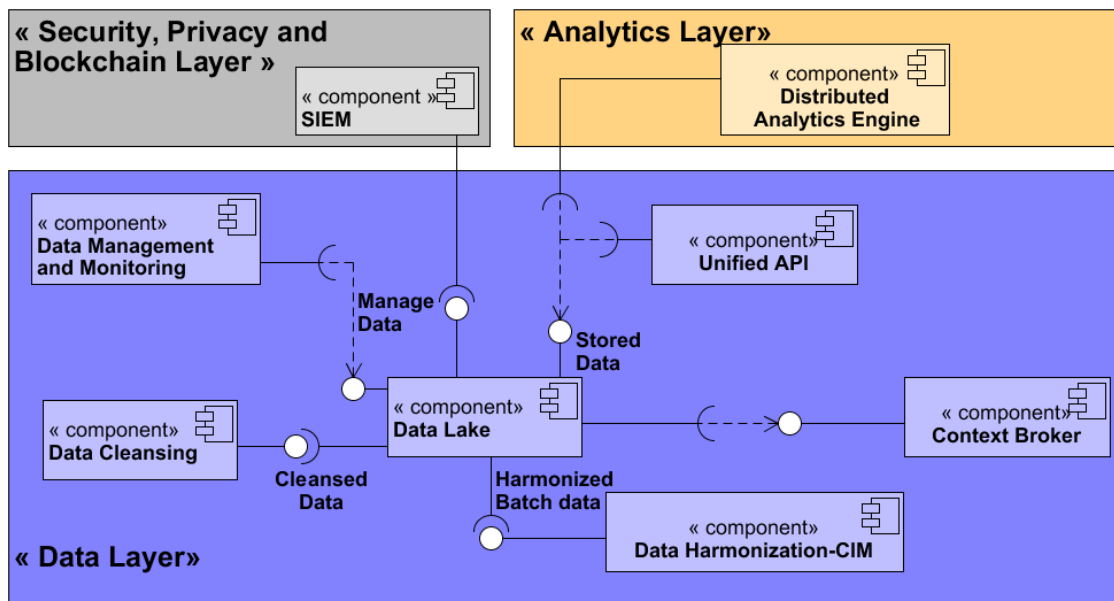 « Security, Privacy and
Blockchain Layer »
« component »
SIEM
« Analytics Layer»
« component»
Distributed
Analytics Engine
« component»
Data Management
and Monitoring
« component»
Unified API
Manage
Data
Stored
Data
« component»
Data Cleansing
« component»
Data Lake
« component»
Context Broker
Cleansed
Data
Harmonized
Batch data
« component»
Data Harmonization-CIM
« Data Layer»